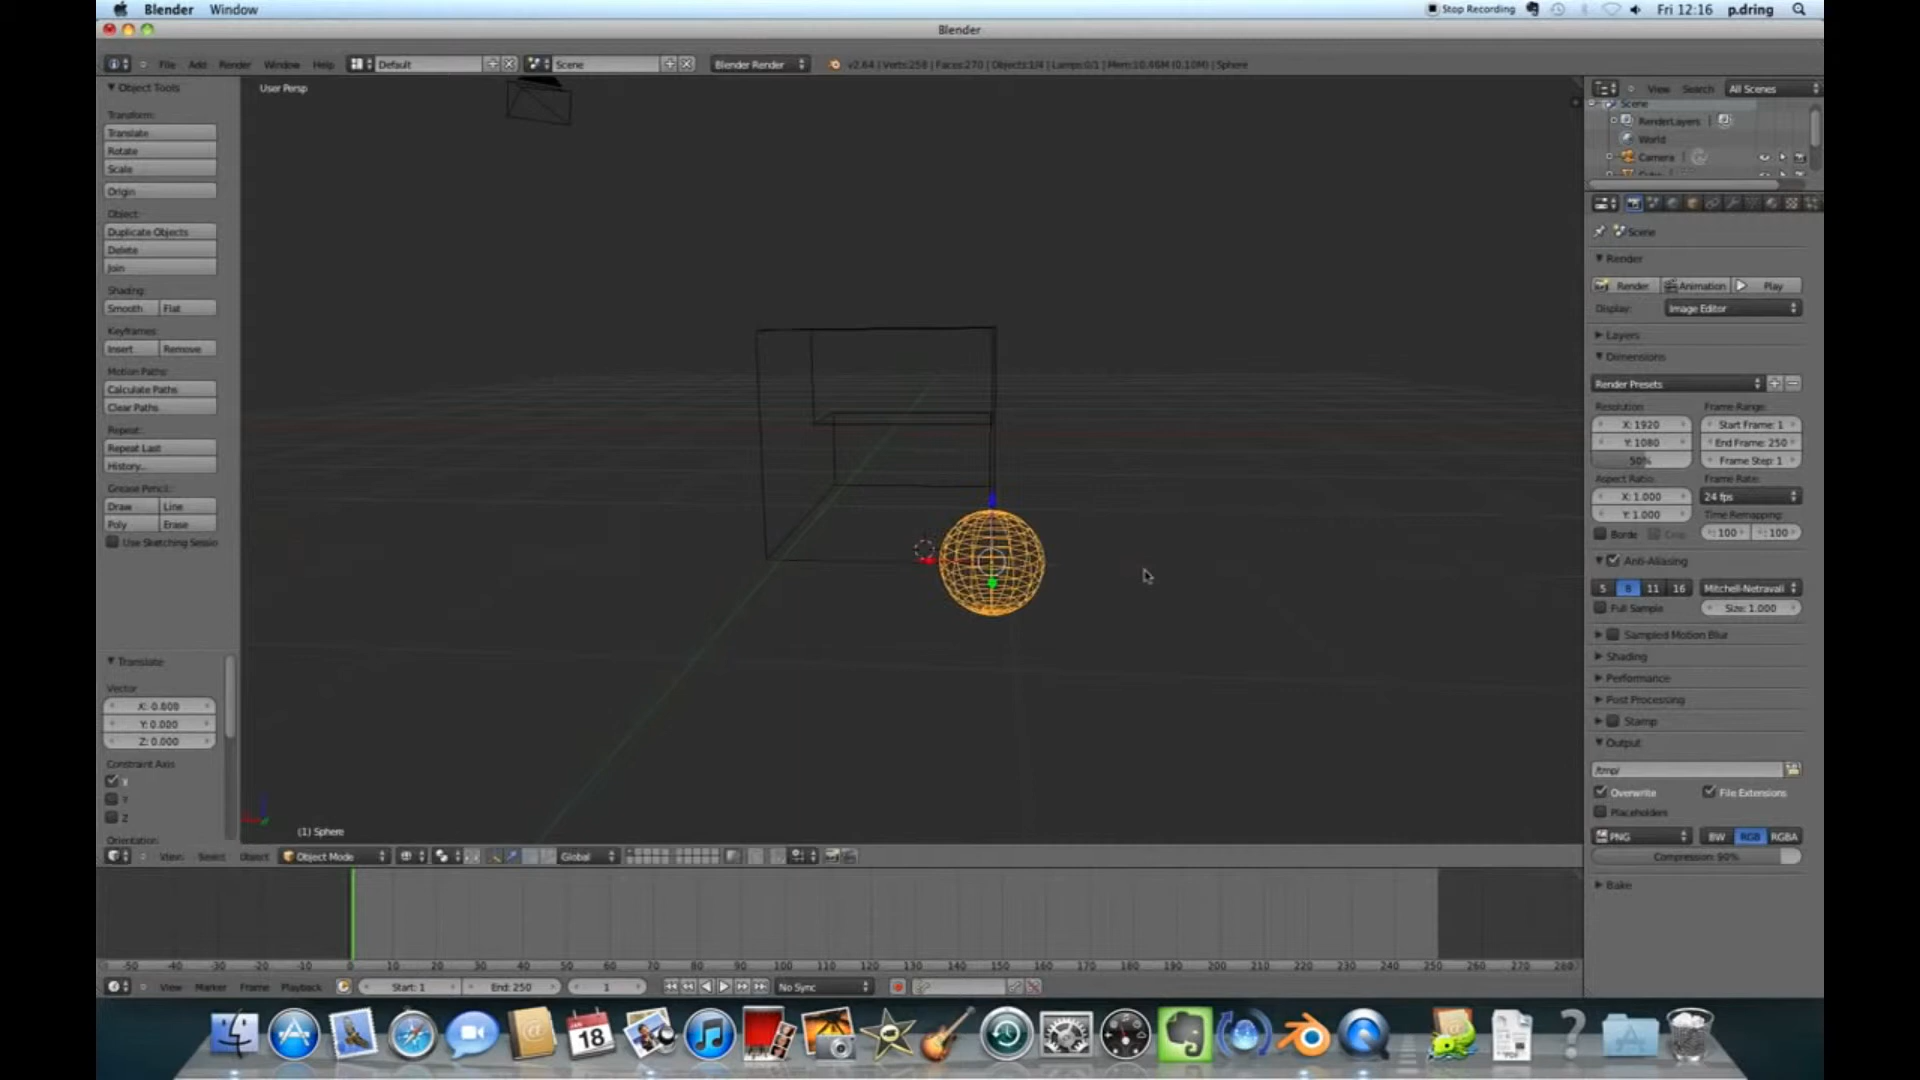 Blender Window
Stop Recording Fri 12:16 p.dring
Blender
File Add Render Window Help Default Scene Blender Render v2.64 | Verts:258 | Faces:270 | Objects:1/4 | Lamps:0/1 | Mem:10.46M (0.10M) | Sphere
Object Tools
User Persp
Transform:
Translate
Rotate
Scale
Origin
Object:
Duplicate Objects
Delete
Join
Shading:
Smooth Flat
Keyframes:
Insert Remove
Motion Paths:
Calculate Paths
Clear Paths
Repeat:
Repeat Last
History...
Grease Pencil:
Draw Line
Poly Erase
Use Sketching Sessio
Translate
Vector
X: -0.809
Y: 0.000
Z: 0.000
Constraint Axis
X
Y
Z
Orientation
(1) Sphere
View Select Object Object Mode Global
View Search All Scenes
Scene
RenderLayers
World
Camera
Cube
Scene
Render
Render Animation Play
Display: Image Editor
Layers
Dimensions
Render Presets
Resolution: Frame Range:
X: 1920 Start Frame: 1
Y: 1080 End Frame: 250
50% Frame Step: 1
Aspect Ratio: Frame Rate:
X: 1.000 24 fps
Y: 1.000 Time Remapping:
Borde Crop :100 :100
Anti-Aliasing
5 8 11 16 Mitchell-Netravali
Full Sample Size: 1.000
Sampled Motion Blur
Shading
Performance
Post Processing
Stamp
Output
/tmp/
Overwrite File Extensions
Placeholders
PNG BW RGB RGBA
Compression: 90%
Bake
-50 -40 -30 -20 -10 0 10 20 30 40 50 60 70 80 90 100 110 120 130 140 150 160 170 180 190 200 210 220 230 240 250 260 270 280
View Marker Frame Playback Start: 1 End: 250 1 No Sync
JAN
18